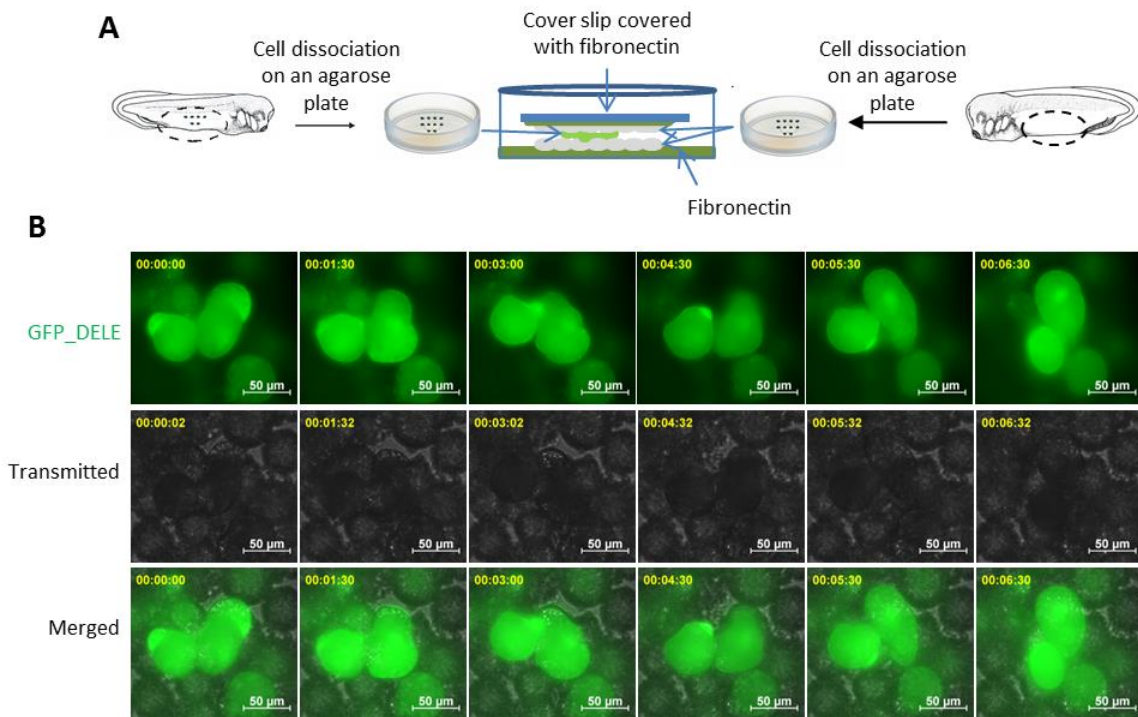 A
Cell dissociation
on an agarose
plate
Cover slip covered
with fibronectin
Cell dissociation
on an agarose
plate
Fibronectin
B
GFP_DELE
00:00:00
50 µm
00:01:30
50 µm
00:03:00
50 µm
00:04:30
50 µm
00:05:30
50 µm
00:06:30
50 µm
Transmitted
00:00:02
50 µm
00:01:32
50 µm
00:03:02
50 µm
00:04:32
50 µm
00:05:32
50 µm
00:06:32
50 µm
Merged
00:00:00
50 µm
00:01:30
50 µm
00:03:00
50 µm
00:04:30
50 µm
00:05:30
50 µm
00:06:30
50 µm